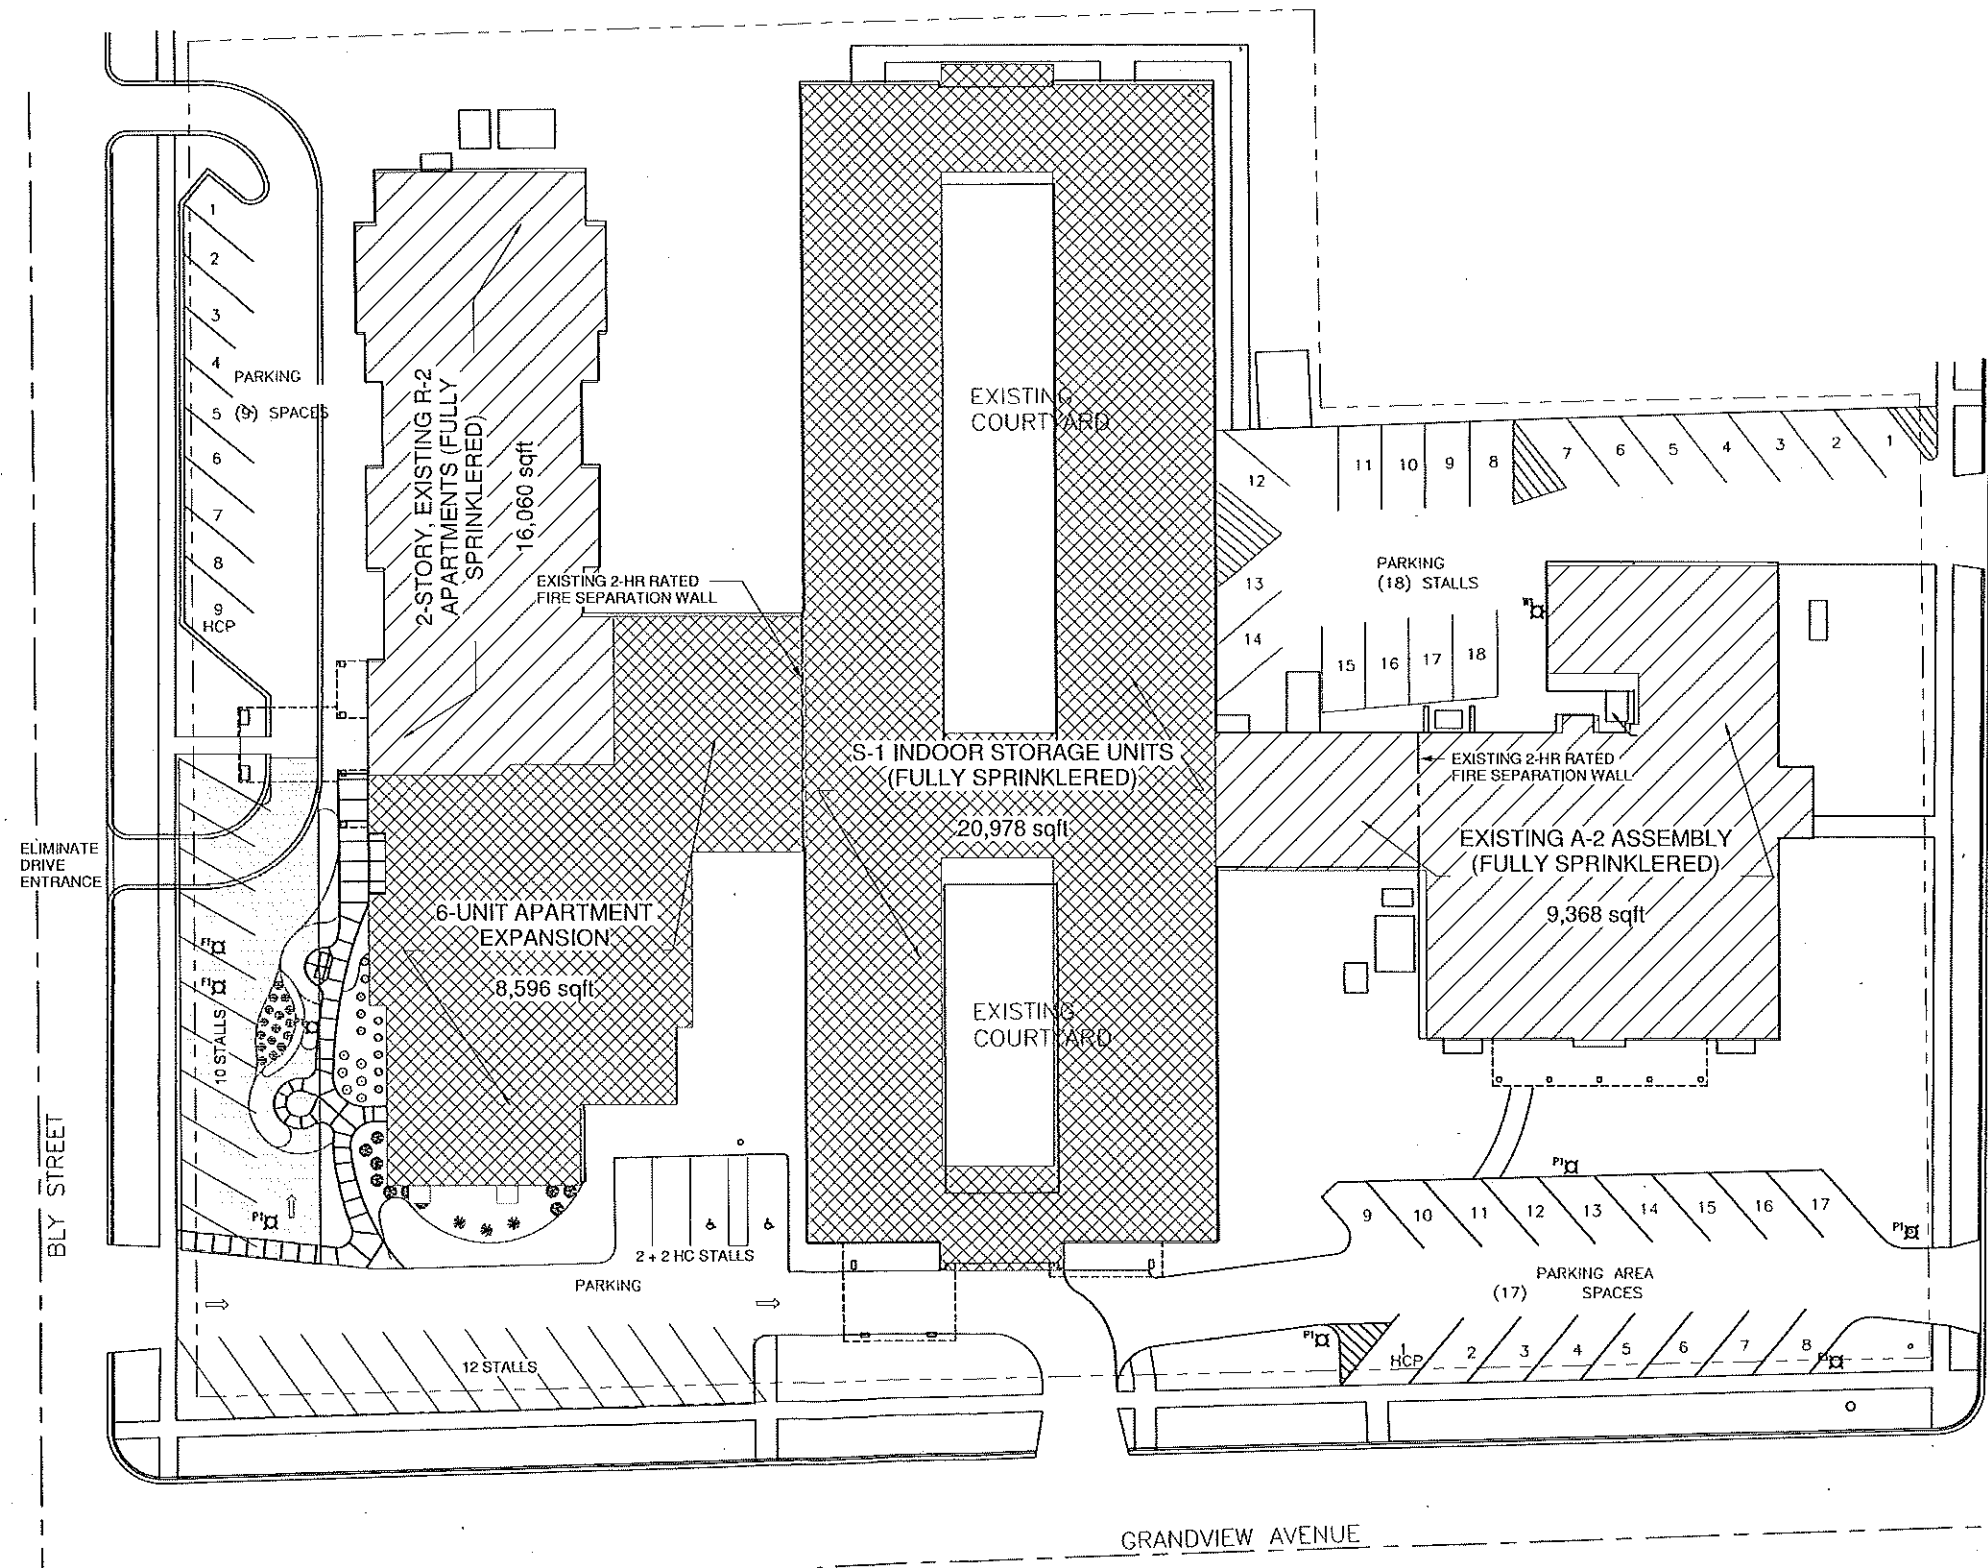 1
2
3
4
PARKING
5 (9) SPACES
6
7
8
9
HCP
2-STORY, EXISTING R-2
APARTMENTS (FULLY
SPRINKLERED)
16,060 sqft
EXISTING 2-HR RATED
FIRE SEPARATION WALL
EXISTING
COURTYARD
12
11 10 9 8 7 6 5 4 3 2 1
PARKING
(18) STALLS
13
14
15 16 17 18
S-1 INDOOR STORAGE UNITS
(FULLY SPRINKLERED)
20,978 sqft
EXISTING 2-HR RATED
FIRE SEPARATION WALL
EXISTING A-2 ASSEMBLY
(FULLY SPRINKLERED)
9,368 sqft
ELIMINATE
DRIVE
ENTRANCE
6-UNIT APARTMENT
EXPANSION
8,596 sqft
EXISTING
COURTYARD
P1
P1
10 STALLS
P1
BLY STREET
2 + 2 HC STALLS
PARKING
12 STALLS
P1
9 10 11 12 13 14 15 16 17
P1
PARKING AREA
(17) SPACES
P1
1 2 3 4 5 6 7 8
HCP
GRANDVIEW AVENUE